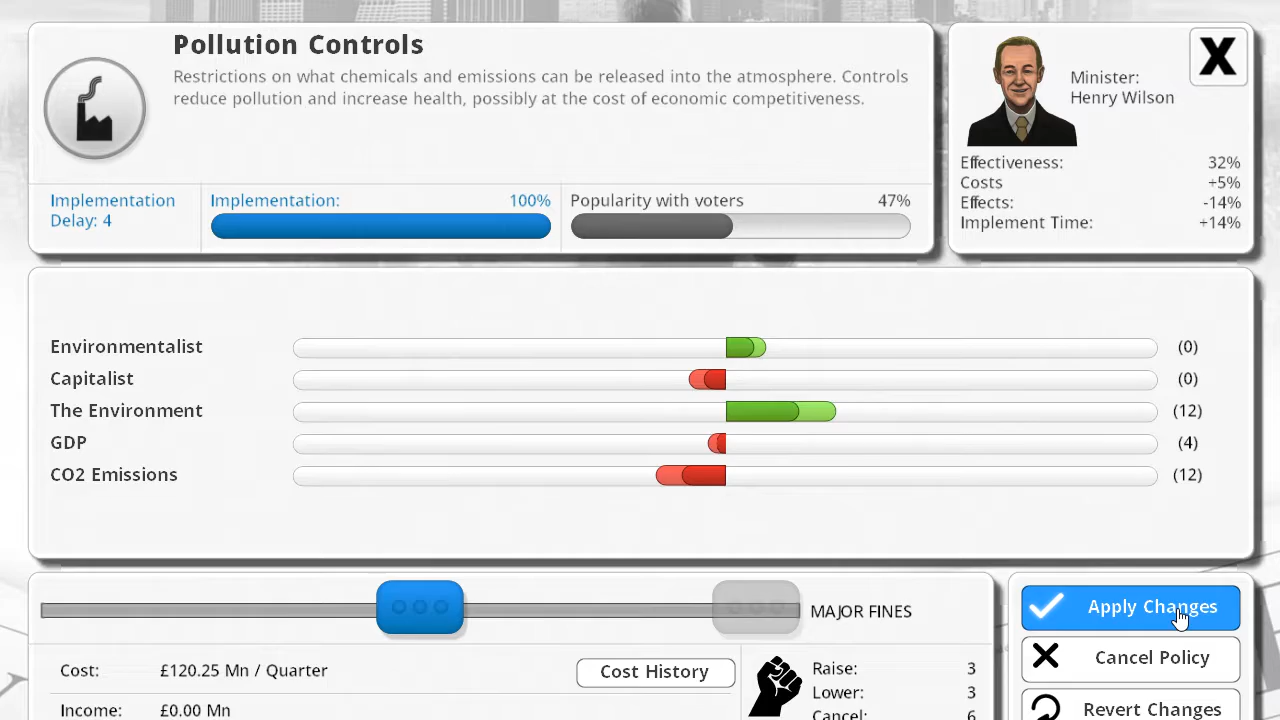 Pollution Controls
Restrictions on what chemicals and emissions can be released into the atmosphere. Controls
reduce pollution and increase health, possibly at the cost of economic competitiveness.
Implementation
Delay: 4
Implementation: 100%
Popularity with voters 47%
X
Minister:
Henry Wilson
Effectiveness: 32%
Costs +5%
Effects: -14%
Implement Time: +14%
Environmentalist (0)
Capitalist (0)
The Environment (12)
GDP (4)
CO2 Emissions (12)
MAJOR FINES
Cost: £120.25 Mn / Quarter
Cost History
Income: £0.00 Mn
Raise: 3
Lower: 3
Cancel: 6
Apply Changes
Cancel Policy
Revert Changes